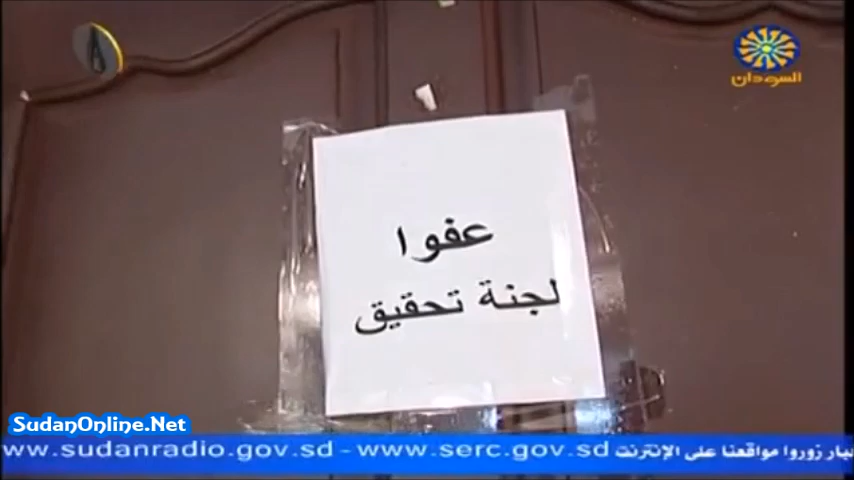 السودان
عفوا
لجنة تحقيق
SudanOnline.Net
زوروا مواقعنا على الإنترنت www.sudanradio.gov.sd - www.serc.gov.sd